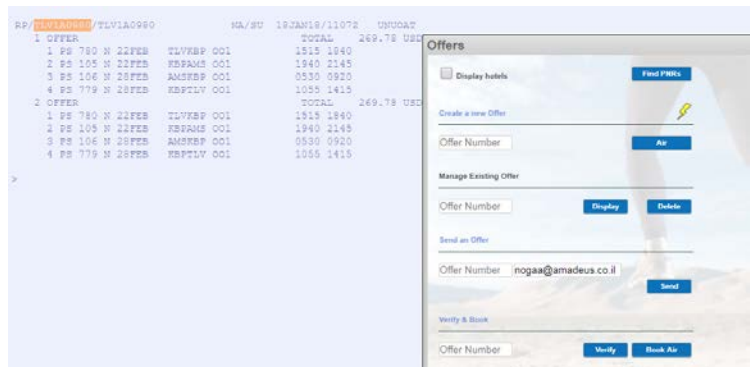 RP/TLV1A0980/TLV1A0980 NA/SU 18JAN18/1107Z UNUOAT
1 OFFER TOTAL 269.78 USD
1 PS 780 N 22FEB TLVKBP OO1 1515 1840
2 PS 105 N 22FEB KBPAMS OO1 1940 2145
3 PS 106 N 28FEB AMSKBP OO1 0530 0920
4 PS 779 N 28FEB KBPTLV OO1 1055 1415
2 OFFER TOTAL 269.78 USD
1 PS 780 N 22FEB TLVKBP OO1 1515 1840
2 PS 105 N 22FEB KBPAMS OO1 1940 2145
3 PS 106 N 28FEB AMSKBP OO1 0530 0920
4 PS 779 N 28FEB KBPTLV OO1 1055 1415
>
Offers
Display hotels Find PNRs
Create a new Offer
Offer Number Air
Manage Existing Offer
Offer Number Display Delete
Send an Offer
Offer Number nogaa@amadeus.co.il
Send
Verify & Book
Offer Number Verify Book Air